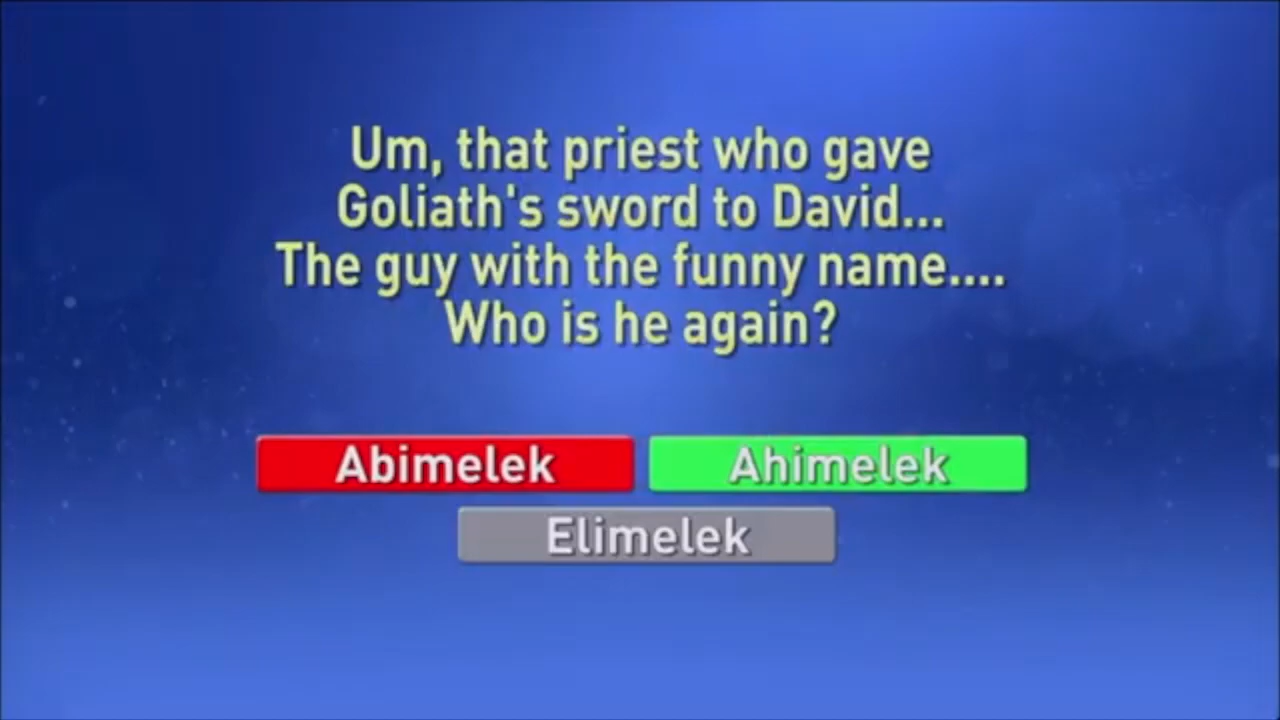 Um, that priest who gave
Goliath's sword to David...
The guy with the funny name....
Who is he again?
Abimelek
Ahimelek
Elimelek